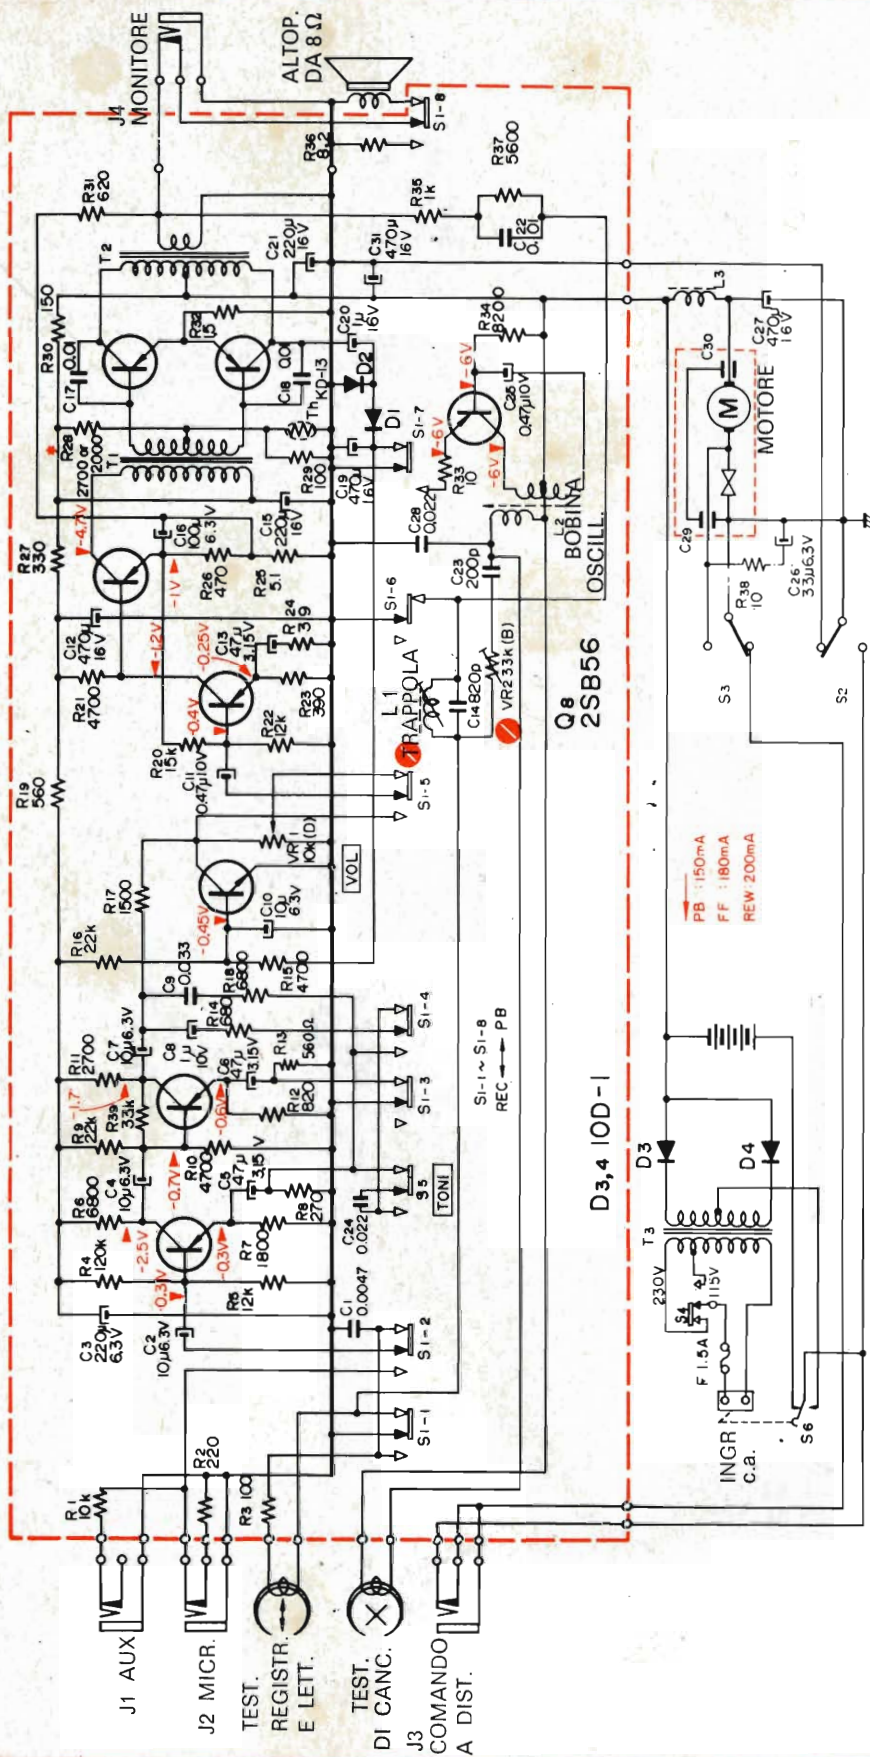 J4
MONITORE
ALTOP.
DA 8 Ω
S1-8
R36
8,2
R37
5600
R31
620
R35
1k
C22
0.01
T2
C21
220μ
16V
C31
470μ
16V
L3
R30
150
C17
R32
1.5
C18
0.01
C20
1μ
16V
D2
R34
8200
C30
C27
470μ
16V
KD-13
Th
D1
-6V
C25
0.47μ10V
M
MOTORE
R28
2700 or
2000
*
T1
R29
100
C19
470μ
16V
S1-7
-6V
-6V
R33
10
C28
0.022
L2
BOBINA
OSCILL.
C29
R27
330
-4.7V
C16
100μ
6.3V
C15
220μ
16V
-1V
R26
470
R25
5.1
C23
200p
R38
10
C26
33μ6.3V
C12
470μ
16V
-1.2V
-0.25V
C13
47μ
3.15V
R24
3.9
S1-6
R21
4700
-0.4V
R23
390
R22
12k
R20
15k
C11
0.47μ10V
L1
TRAPPOLA
C14 820p
VR2 33k(B)
Q8
2SB56
S3
S2
R19
560
S1-5
R17
1500
VR1
10k(D)
VOL
R16
22k
-0.45V
C10
10μ
6.3V
PB :150mA
FF :180mA
REW:200mA
C9
0.033
R18
6800
R15
4700
R14
680
C7
10μ6.3V
C8
1μ
10V
R11
2700
C6
47μ
3.15V
R13
560Ω
S1-4
S1-1~S1-8
REC ↔ PB
-1.7
R39
33k
-0.6V
R12
820
S1-3
R9
22k
C4
10μ6.3V
-0.7V
R10
4700
C5
47μ
3.15 V
R6
6800
-2.5V
-0.3V
R7
1800
R8
270
C24
0.022
S5
TONI
D3,4 10D-1
D3
D4
R4
120k
R5
12k
C3
220μ
6.3V
C2
10μ6.3V
C1
0.0047
S1-2
T3
230V
115V
S4
F 1.5A
S1-1
INGR
c.a.
S6
R1
10k
R2
220
R3 100
J1 AUX
J2 MICR.
TEST.
REGISTR.
E LETT.
TEST.
DI CANC.
J3
COMANDO
A DIST.